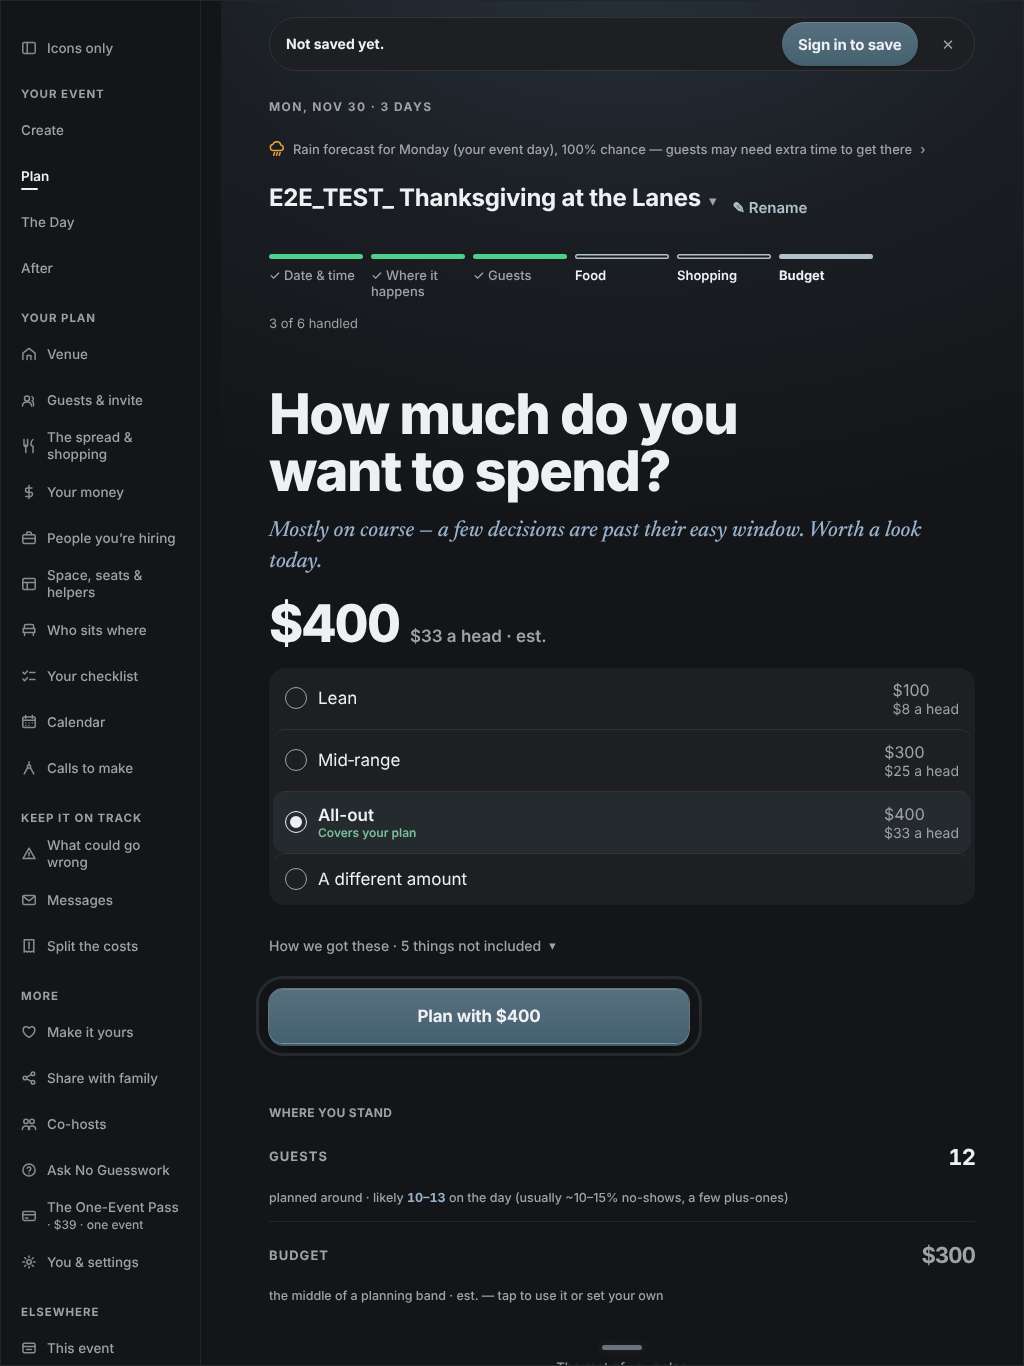 Icons only
YOUR EVENT
Create
Plan
The Day
After
YOUR PLAN
Venue
Guests & invite
The spread &
shopping
Your money
People you're hiring
Space, seats &
helpers
Who sits where
Your checklist
Calendar
Calls to make
KEEP IT ON TRACK
What could go
wrong
Messages
Split the costs
MORE
Make it yours
Share with family
Co-hosts
Ask No Guesswork
The One-Event Pass
· $39 · one event
You & settings
ELSEWHERE
This event
Not saved yet.
Sign in to save ×
MON, NOV 30 · 3 DAYS
Rain forecast for Monday (your event day), 100% chance — guests may need extra time to get there ›
E2E_TEST_ Thanksgiving at the Lanes ▾ ✎ Rename
✓ Date & time
✓ Where it
happens
✓ Guests
Food
Shopping
Budget
3 of 6 handled
How much do you
want to spend?
Mostly on course — a few decisions are past their easy window. Worth a look
today.
$400 $33 a head · est.
Lean
$100
$8 a head
Mid-range
$300
$25 a head
All-out
Covers your plan
$400
$33 a head
A different amount
How we got these · 5 things not included ▾
Plan with $400
WHERE YOU STAND
GUESTS 12
planned around · likely 10–13 on the day (usually ~10–15% no-shows, a few plus-ones)
BUDGET $300
the middle of a planning band · est. — tap to use it or set your own